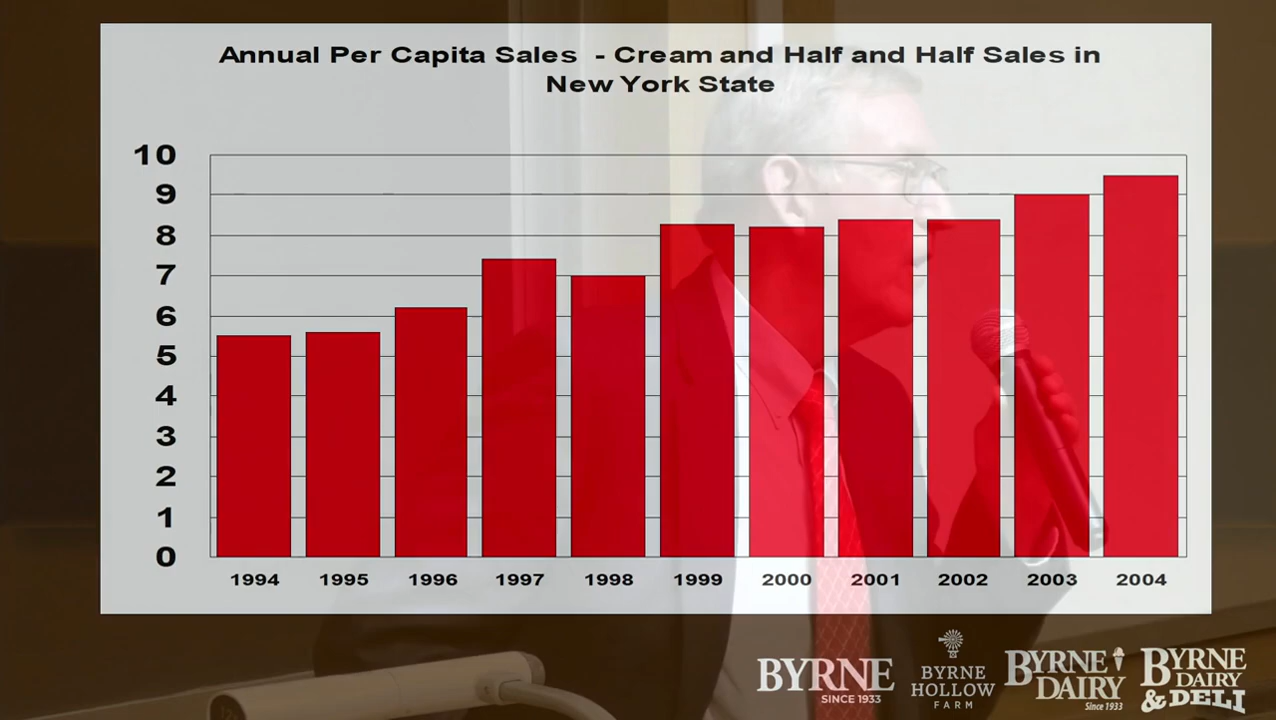 Annual Per Capita Sales - Cream and Half and Half Sales in
New York State
10
9
8
7
6
5
4
3
2
1
0
1994 1995 1996 1997 1998 1999 2000 2001 2002 2003 2004
BYRNE
SINCE 1933
BYRNE
HOLLOW
FARM
BYRNE
DAIRY
Since 1933
BYRNE
DAIRY
& DELI